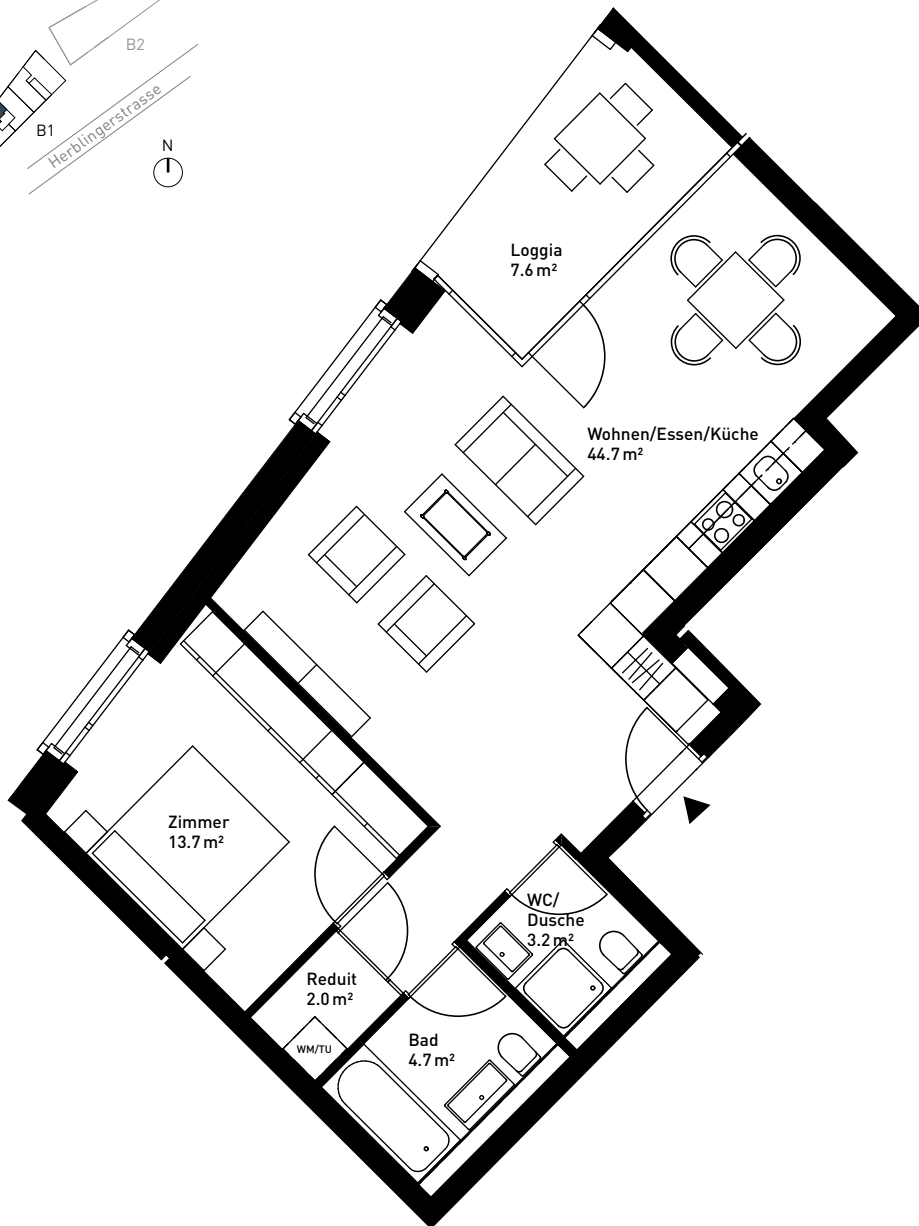 B2
B1
Herblingerstrasse
N
Loggia
7.6 m²
Wohnen/Essen/Küche
44.7 m²
Zimmer
13.7 m²
WC/
Dusche
3.2 m²
Reduit
2.0 m²
WM/TU
Bad
4.7 m²